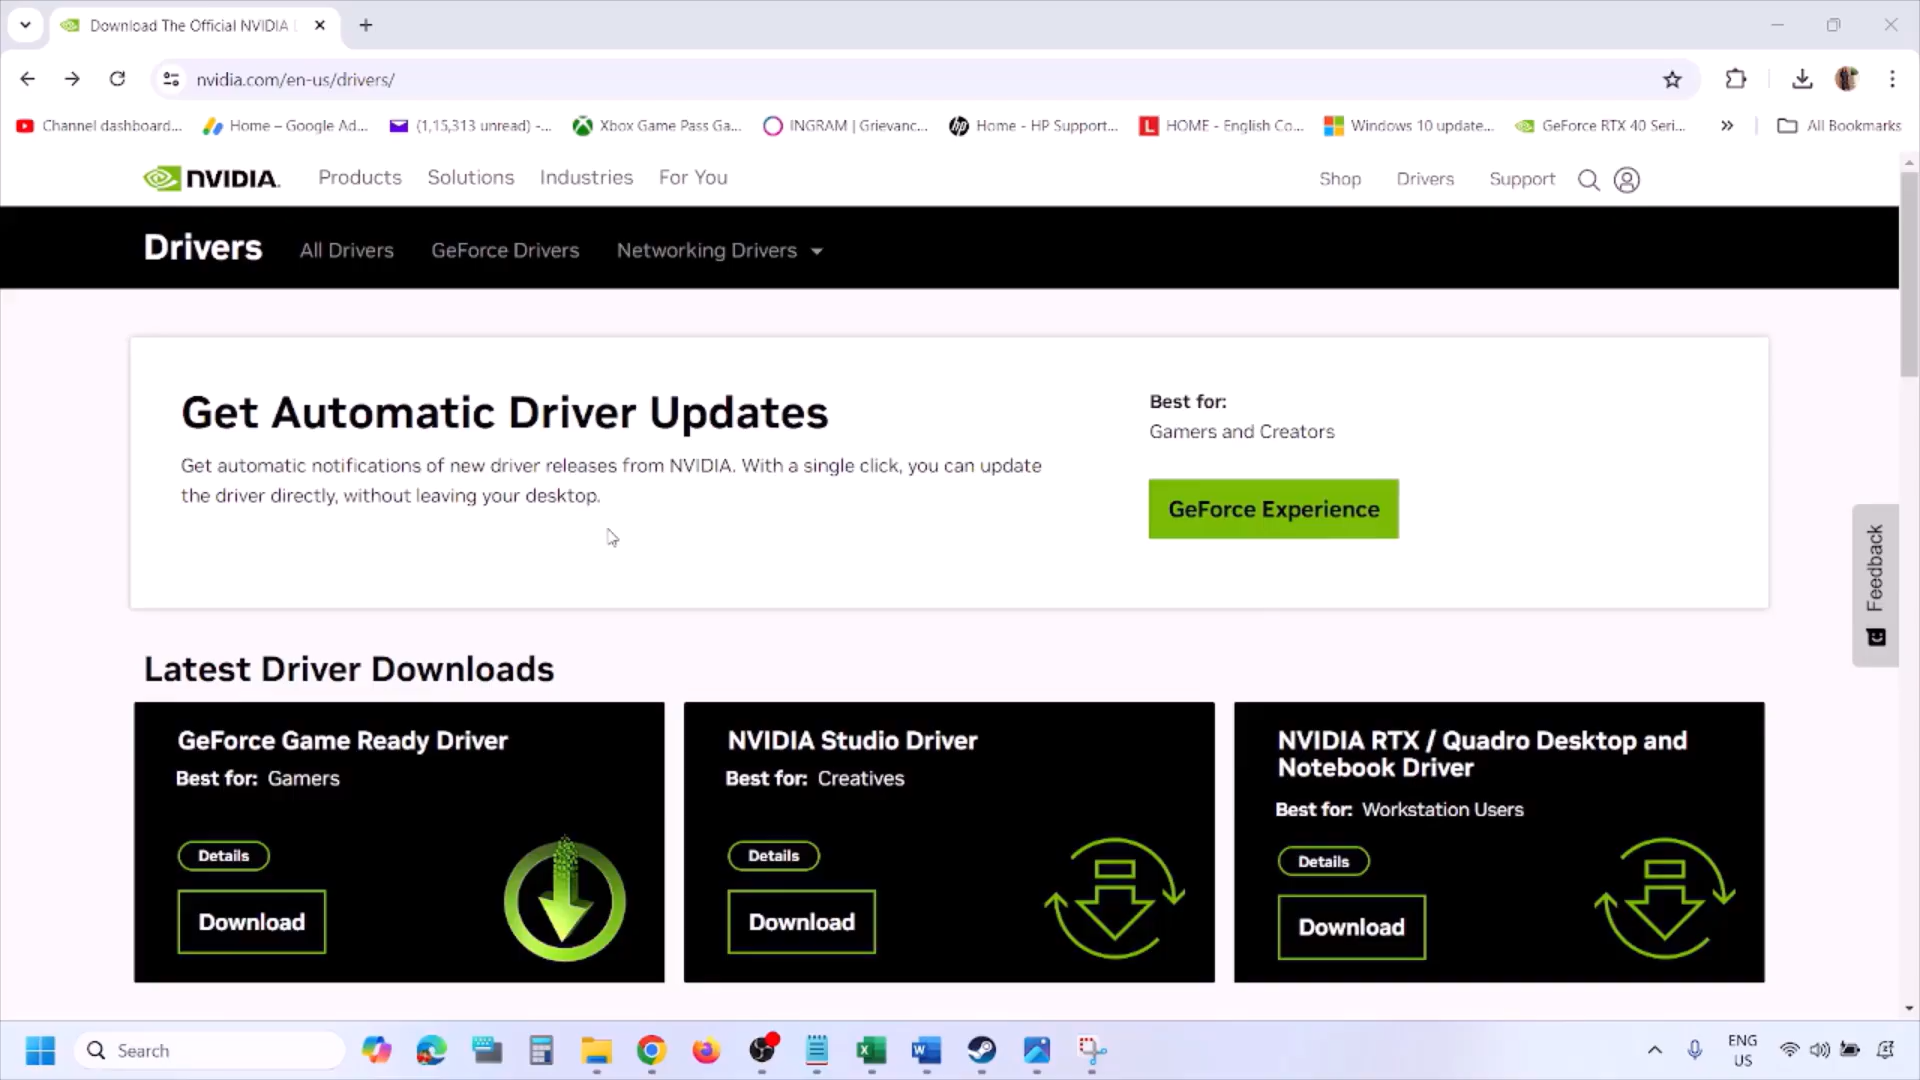 Download The Official NVIDIA
nvidia.com/en-us/drivers/
Channel dashboard...
Home – Google Ad...
(1,15,313 unread) -...
Xbox Game Pass Ga...
INGRAM | Grievanc...
Home - HP Support...
HOME - English Co...
Windows 10 update...
GeForce RTX 40 Seri...
All Bookmarks
NVIDIA.
Products
Solutions
Industries
For You
Shop
Drivers
Support
Drivers
All Drivers
GeForce Drivers
Networking Drivers
Get Automatic Driver Updates
Get automatic notifications of new driver releases from NVIDIA. With a single click, you can update
the driver directly, without leaving your desktop.
Best for:
Gamers and Creators
GeForce Experience
Feedback
Latest Driver Downloads
GeForce Game Ready Driver
Best for: Gamers
Details
Download
NVIDIA Studio Driver
Best for: Creatives
Details
Download
NVIDIA RTX / Quadro Desktop and
Notebook Driver
Best for: Workstation Users
Details
Download
Search
ENG
US